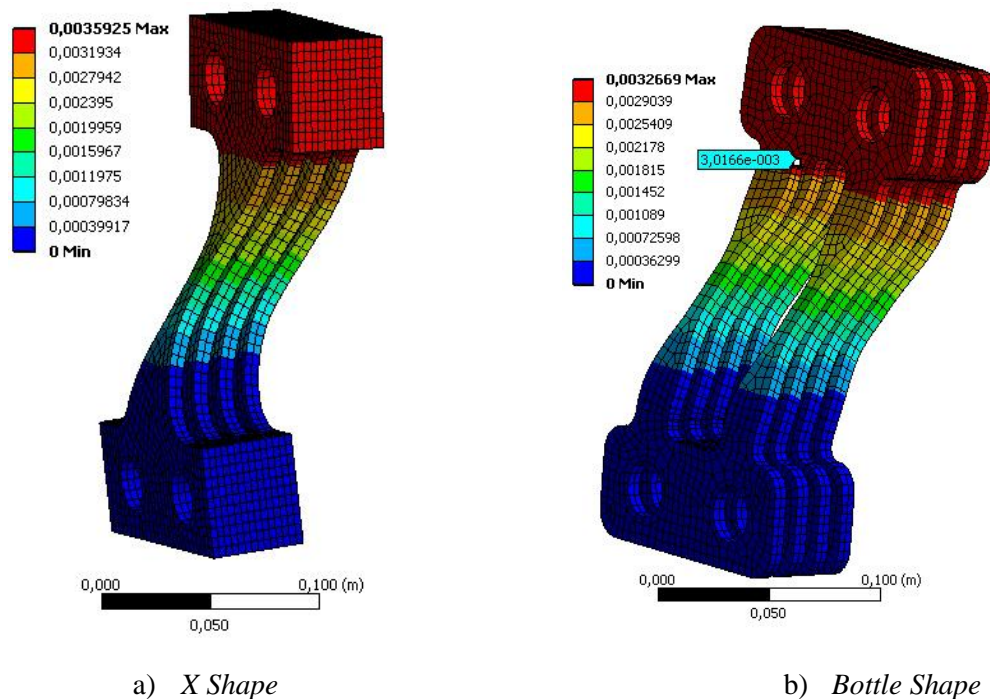 0,0035925 Max
0,0031934
0,0027942
0,002395
0,0019959
0,0015967
0,0011975
0,00079834
0,00039917
0 Min
0,000
0,100 (m)
0,050
0,0032669 Max
0,0029039
0,0025409
0,002178
0,001815
0,001452
0,001089
0,00072598
0,00036299
0 Min
3,0166e-003
0,000
0,100 (m)
0,050
a) X Shape
b) Bottle Shape